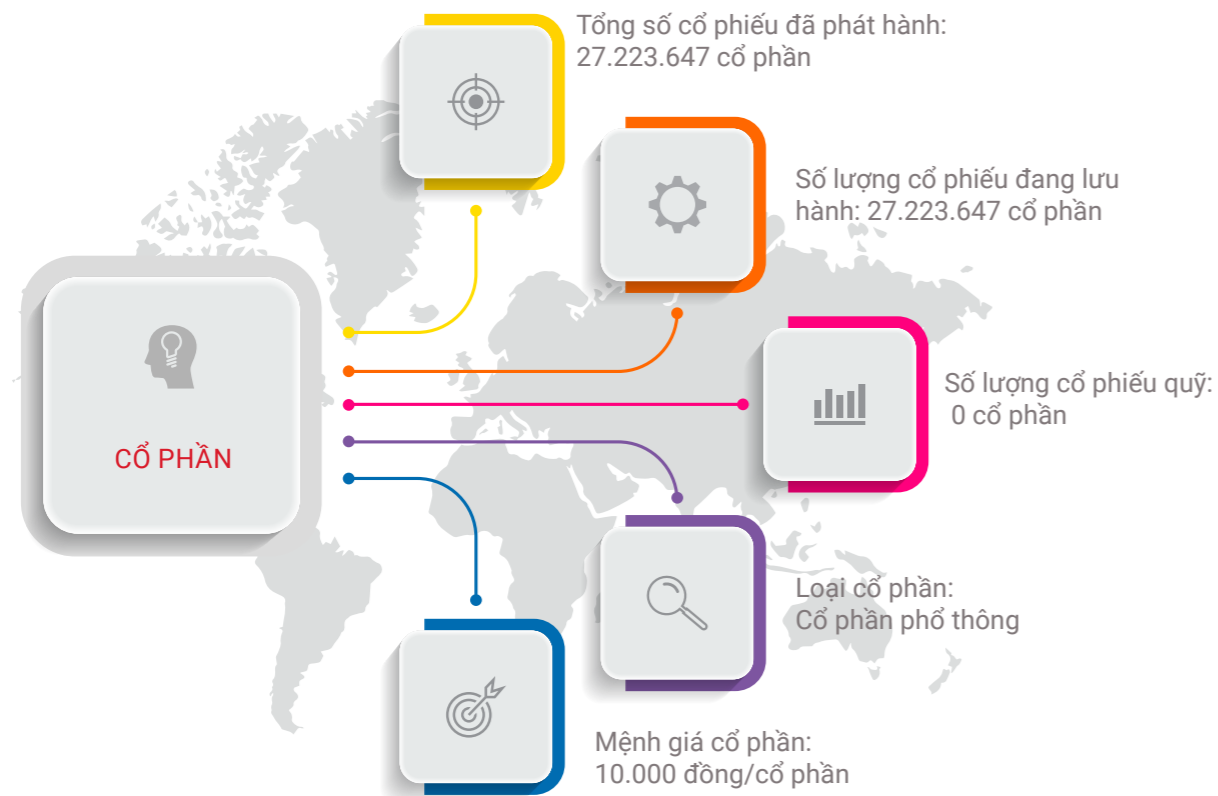 Tổng số cổ phiếu đã phát hành:
27.223.647 cổ phần
Số lượng cổ phiếu đang lưu
hành: 27.223.647 cổ phần
CỔ PHẦN
Số lượng cổ phiếu quỹ:
0 cổ phần
Loại cổ phần:
Cổ phần phổ thông
Mệnh giá cổ phần:
10.000 đồng/cổ phần